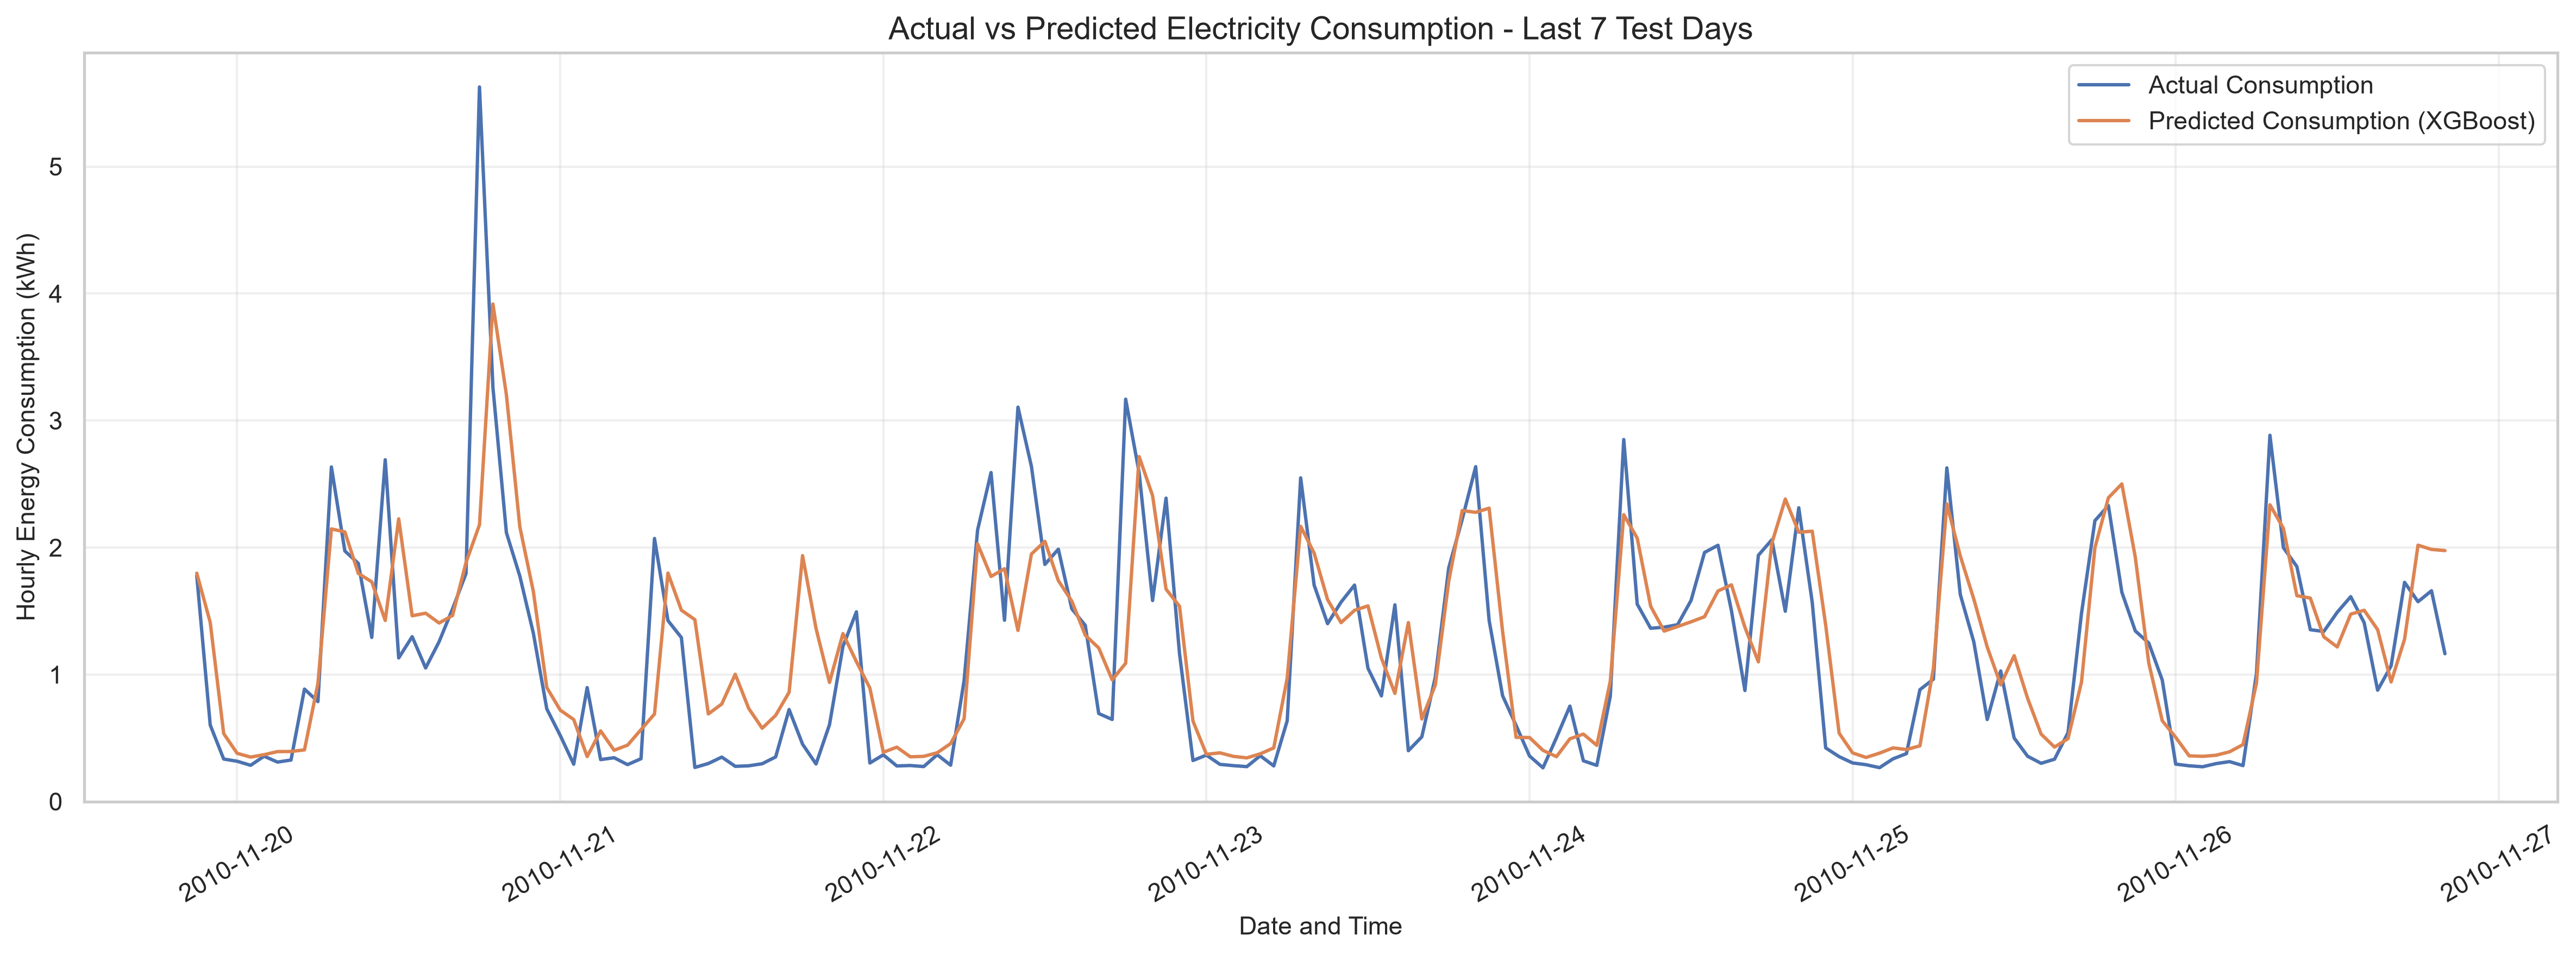 Actual vs Predicted Electricity Consumption - Last 7 Test Days
Actual Consumption
Predicted Consumption (XGBoost)
Hourly Energy Consumption (kWh)
5
4
3
2
1
0
2010-11-20
2010-11-21
2010-11-22
2010-11-23
2010-11-24
2010-11-25
2010-11-26
2010-11-27
Date and Time